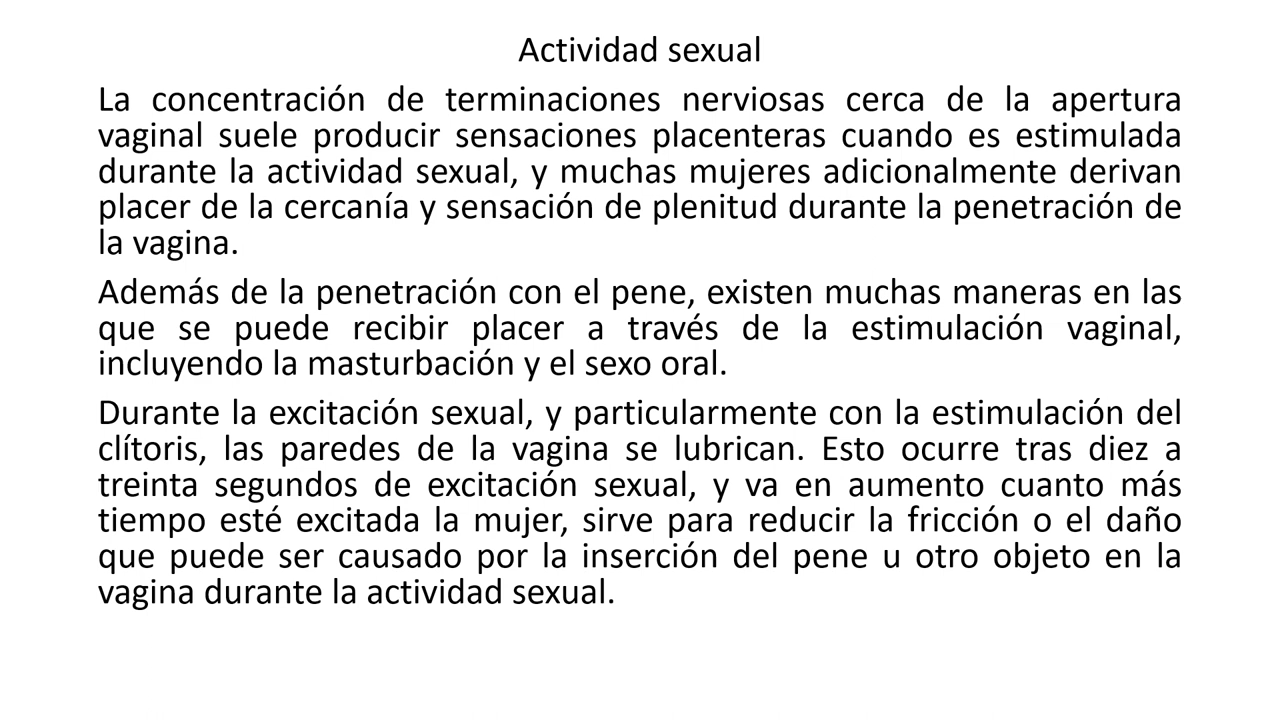 Actividad sexual
La concentración de terminaciones nerviosas cerca de la apertura
vaginal suele producir sensaciones placenteras cuando es estimulada
durante la actividad sexual, y muchas mujeres adicionalmente derivan
placer de la cercanía y sensación de plenitud durante la penetración de
la vagina.
Además de la penetración con el pene, existen muchas maneras en las
que se puede recibir placer a través de la estimulación vaginal,
incluyendo la masturbación y el sexo oral.
Durante la excitación sexual, y particularmente con la estimulación del
clítoris, las paredes de la vagina se lubrican. Esto ocurre tras diez a
treinta segundos de excitación sexual, y va en aumento cuanto más
tiempo esté excitada la mujer, sirve para reducir la fricción o el daño
que puede ser causado por la inserción del pene u otro objeto en la
vagina durante la actividad sexual.